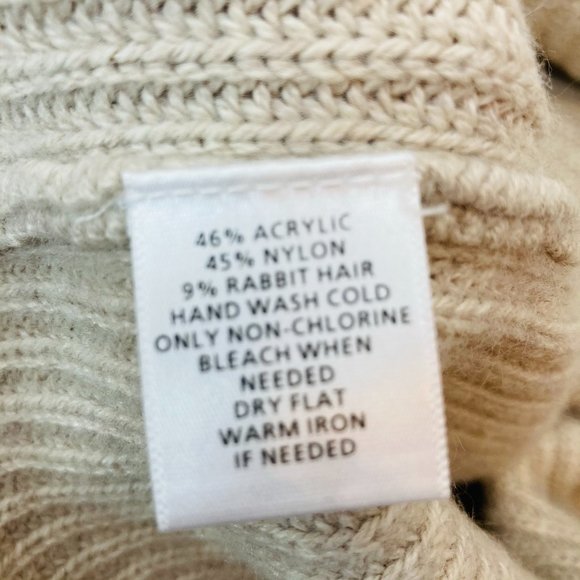 46% ACRYLIC
45% NYLON
9% RABBIT HAIR
HAND WASH COLD
ONLY NON-CHLORINE
BLEACH WHEN
NEEDED
DRY FLAT
WARM IRON
IF NEEDED